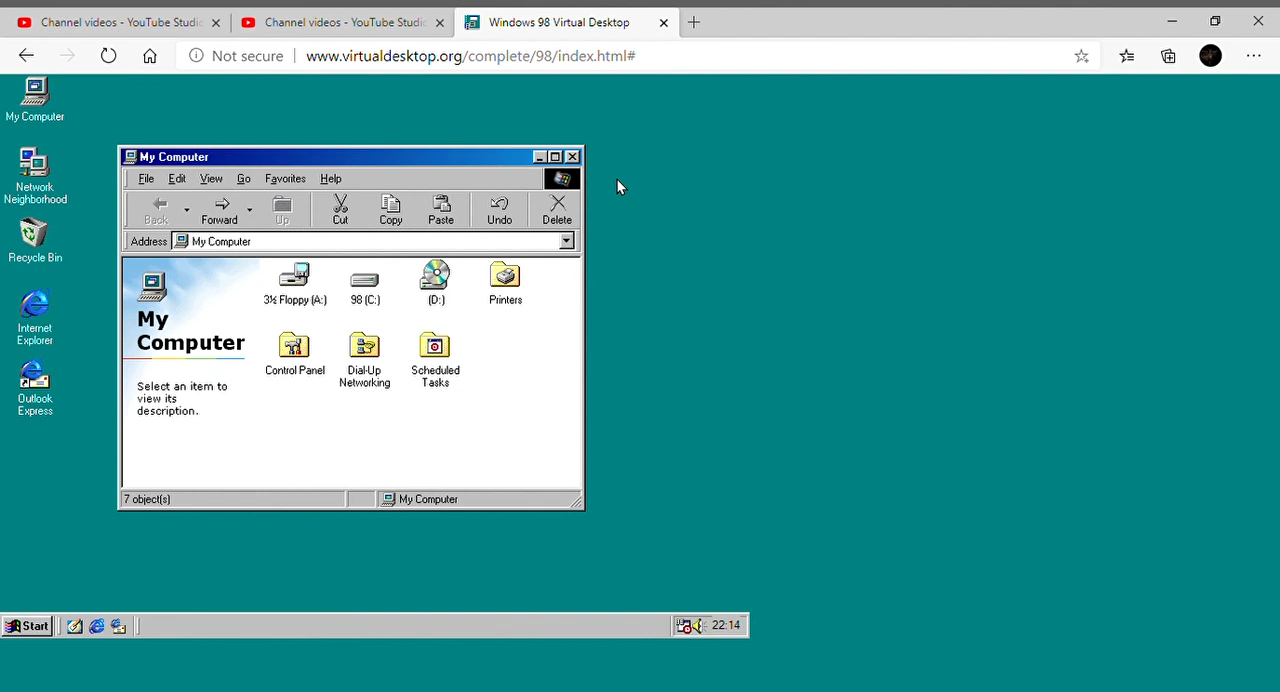 Channel videos - YouTube Studio
Channel videos - YouTube Studio
Windows 98 Virtual Desktop
Not secure
www.virtualdesktop.org/complete/98/index.html#
My Computer
Network
Neighborhood
Recycle Bin
Internet
Explorer
Outlook
Express
My Computer
File Edit View Go Favorites Help
Back Forward Up Cut Copy Paste Undo Delete
Address My Computer
My
Computer
Select an item to
view its
description.
3½ Floppy (A:) 98 (C:) (D:) Printers
Control Panel
Dial-Up
Networking
Scheduled
Tasks
7 object(s) My Computer
Start 22:14